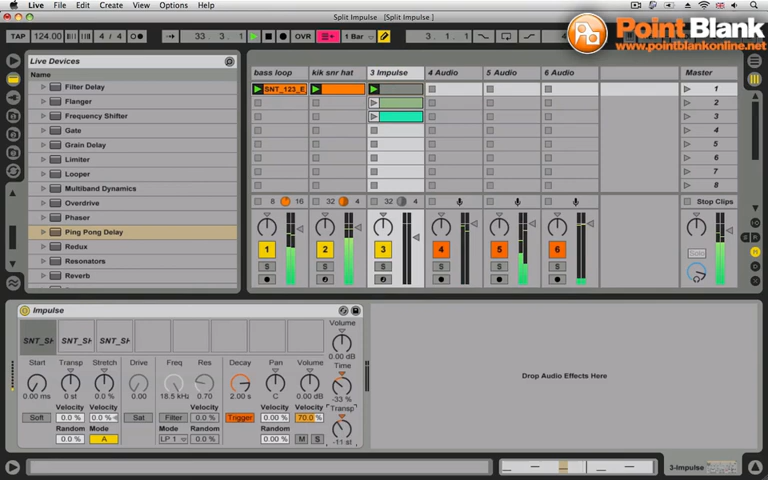 Live File Edit Create View Options Help
Split Impulse [Split Impulse ]
TAP 124.00 4 / 4 33. 3. 1 OVR 1 Bar 3. 1. 1 4. 0. 0
Point Blank
www.pointblankonline.net
Live Devices
Name
Filter Delay
Flanger
Frequency Shifter
Gate
Grain Delay
Limiter
Looper
Multiband Dynamics
Overdrive
Phaser
Ping Pong Delay
Redux
Resonators
Reverb
bass loop kik snr hat 3 Impulse 4 Audio 5 Audio 6 Audio Master
SNT_123_E 1
2
3
4
5
6
7
8
8 16 32 4 32 4 Stop Clips
Solo
1 2 3 4 5 6
S S S S S S
Impulse
SNT_SH SNT_SH SNT_SH
Volume
0.00 dB
Start Transp Stretch Drive Freq Res Decay Pan Volume Time
0.00 ms 0 st 0.0 % 0.00 18.5 kHz 0.70 2.00 s C 0.00 dB -33 %
Velocity Velocity Velocity Velocity Velocity Transp
Soft 0.0 % 0.0 % Sat Filter 0.0 % Trigger 0.00 % 70.0 %
Random Mode Mode Random Random
0.0 % A LP 1 0.0 % 0.00 % M S -11 st
Drop Audio Effects Here
3-Impulse